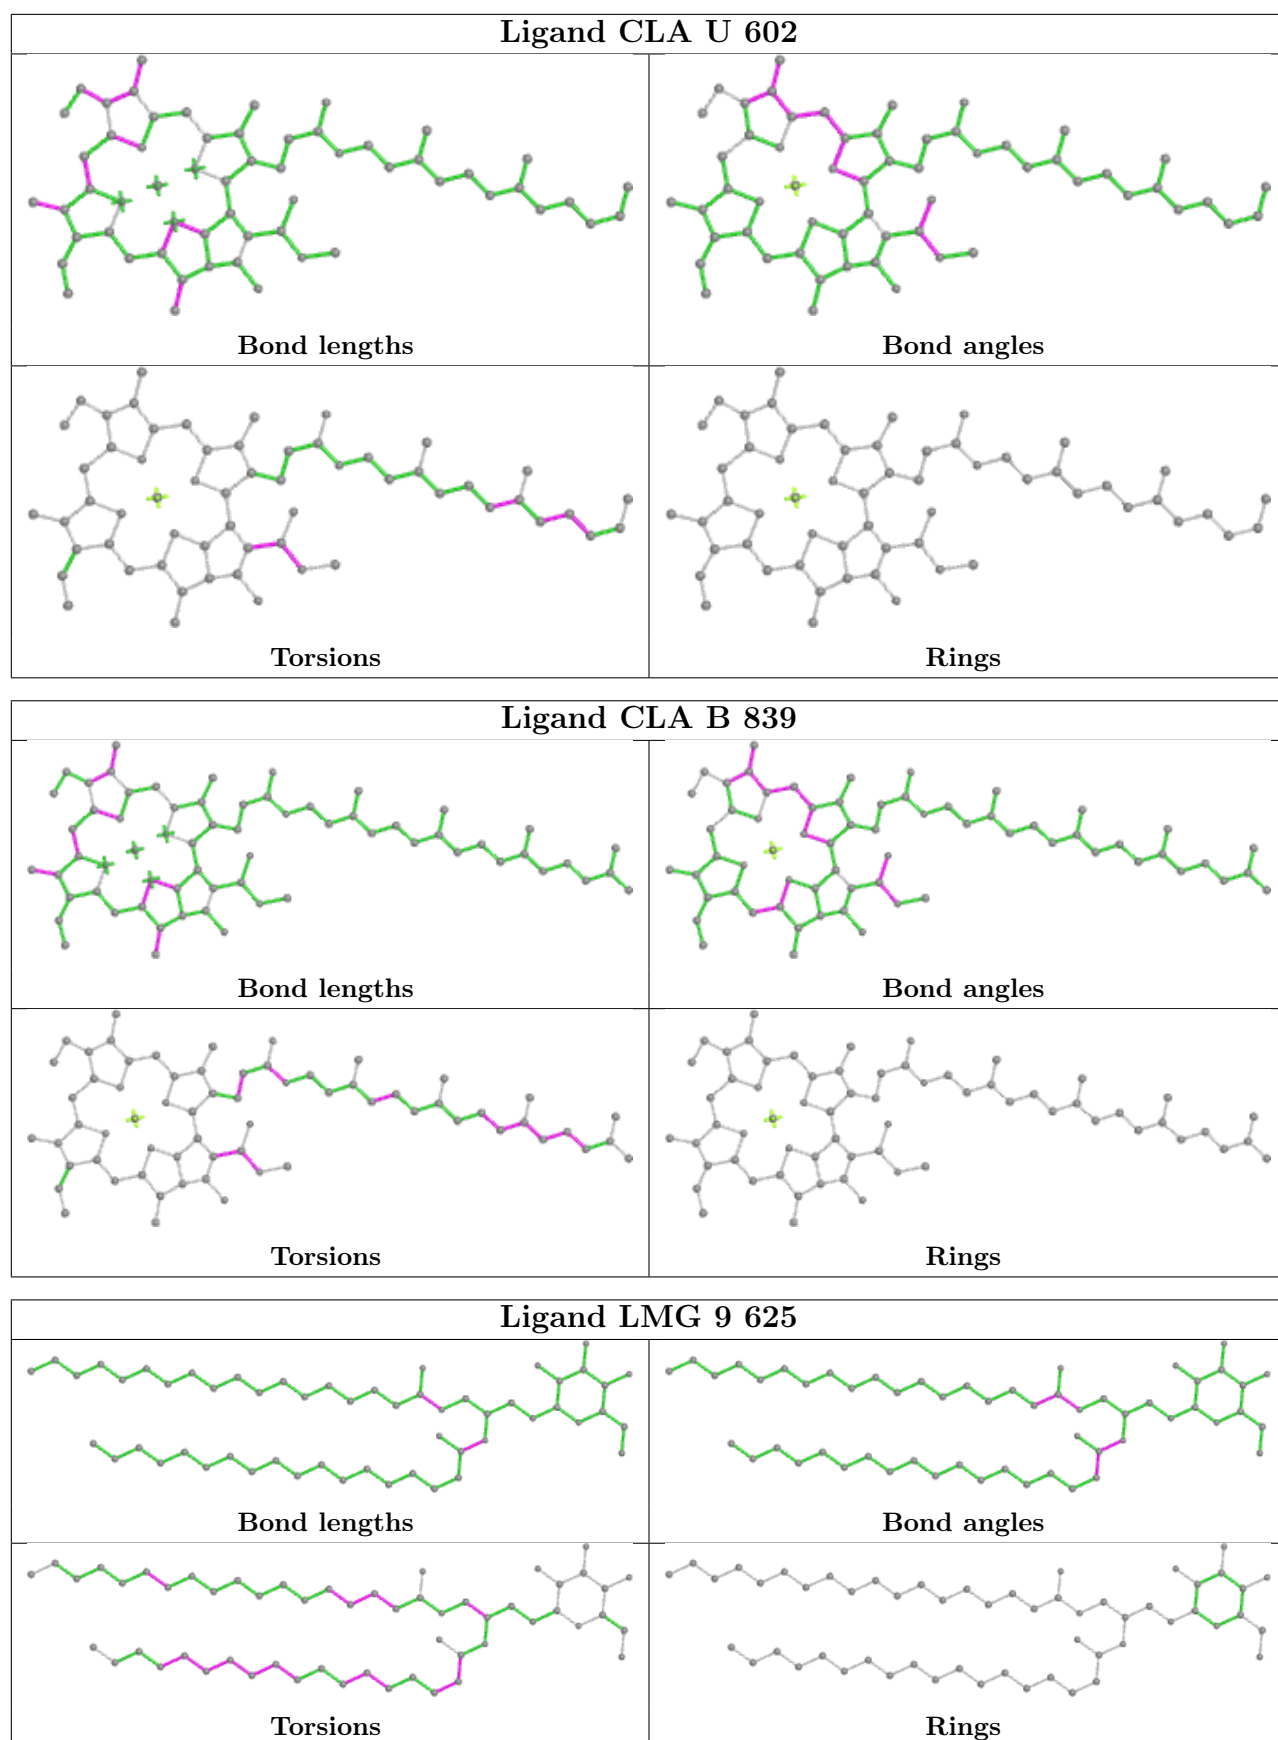 Ligand CLA U 602
Bond lengths
Bond angles
Torsions
Rings
Ligand CLA B 839
Bond lengths
Bond angles
Torsions
Rings
Ligand LMG 9 625
Bond lengths
Bond angles
Torsions
Rings